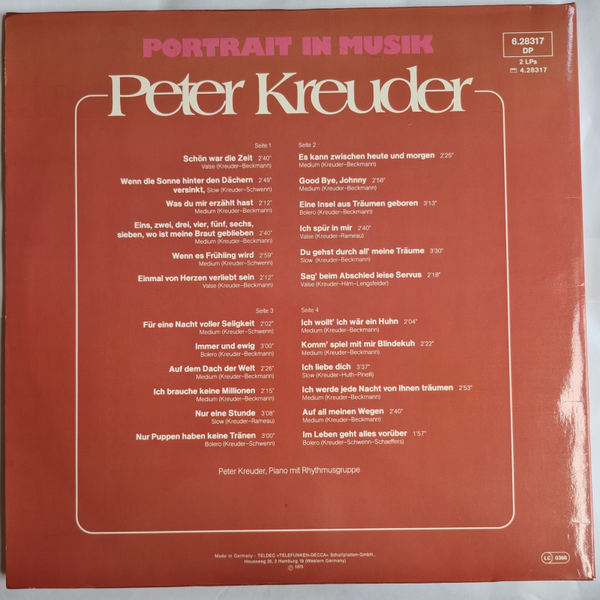 PORTRAIT IN MUSIK
6.28317
DP
2 LPs
4.28317
Peter Kreuder
Seite 1
Schön war die Zeit 2'40"
Valse (Kreuder–Beckmann)
Wenn die Sonne hinter den Dächern 2'49"
versinkt, Slow (Kreuder–Schwenn)
Was du mir erzählt hast 2'12"
Medium (Kreuder–Beckmann)
Eins, zwei, drei, vier, fünf, sechs,
sieben, wo ist meine Braut geblieben 2'40"
Medium (Kreuder–Beckmann)
Wenn es Frühling wird 2'59"
Medium (Kreuder–Schwenn)
Einmal von Herzen verliebt sein 2'12"
Valse (Kreuder–Beckmann)
Seite 2
Es kann zwischen heute und morgen 2'25"
Medium (Kreuder–Beckmann)
Good Bye, Johnny 2'58"
Medium (Kreuder–Beckmann)
Eine Insel aus Träumen geboren 3'13"
Bolero (Kreuder–Beckmann)
Ich spür in mir 2'40"
Valse (Kreuder–Rameau)
Du gehst durch all' meine Träume 3'30"
Slow (Kreuder–Beckmann)
Sag' beim Abschied leise Servus 2'18"
Valse (Kreuder–Hilm–Lengsfelder)
Seite 3
Für eine Nacht voller Seligkeit 2'02"
Medium (Kreuder–Schwenn)
Immer und ewig 3'00"
Bolero (Kreuder–Beckmann)
Auf dem Dach der Welt 2'26"
Medium (Kreuder–Beckmann)
Ich brauche keine Millionen 2'15"
Medium (Kreuder–Beckmann)
Nur eine Stunde 3'08"
Slow (Kreuder–Rameau)
Nur Puppen haben keine Tränen 3'00"
Bolero (Kreuder–Beckmann)
Seite 4
Ich wollt' ich wär ein Huhn 2'04"
Medium (Kreuder–Beckmann)
Komm' spiel mit mir Blindekuh 2'22"
Medium (Kreuder–Beckmann)
Ich liebe dich 3'37"
Slow (Kreuder–Huth–Pinelli)
Ich werde jede Nacht von Ihnen träumen 2'53"
Medium (Kreuder–Beckmann)
Auf all meinen Wegen 2'40"
Medium (Kreuder–Beckmann)
Im Leben geht alles vorüber 1'57"
Bolero (Kreuder–Schwenn–Schaeffers)
Peter Kreuder, Piano mit Rhythmusgruppe
Made in Germany · TELDEC »TELEFUNKEN-DECCA« Schallplatten-GmbH.,
Heussweg 25, 2 Hamburg 19 (Western Germany)
Ⓟ 1975
LC 0366